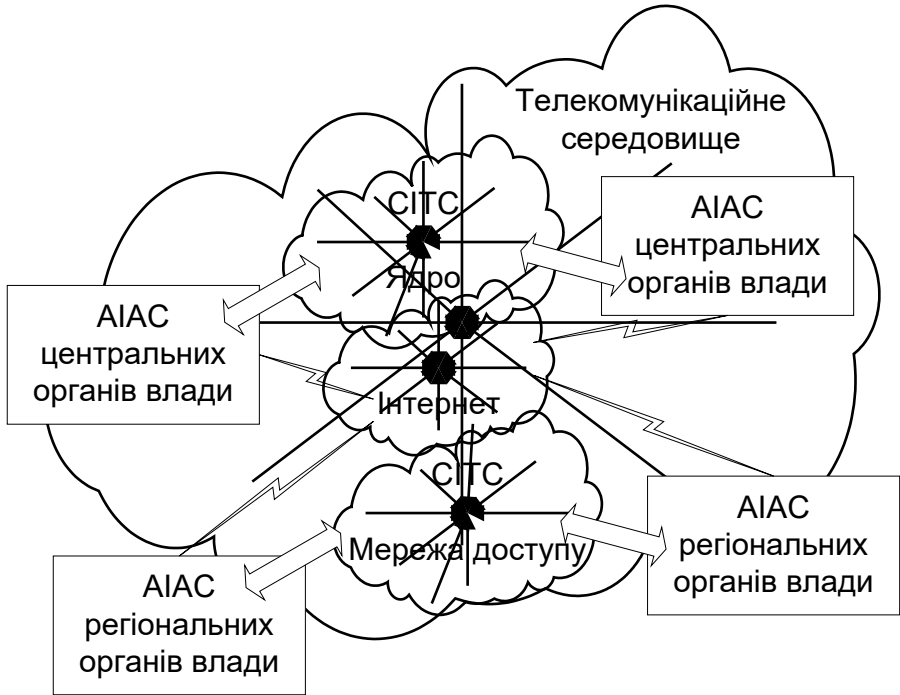 Телекомунікаційне
середовище
СІТС
Ядро
АІАС
центральних
органів влади
АІАС
центральних
органів влади
Інтернет
СІТС
Мережа доступу
АІАС
регіональних
органів влади
АІАС
регіональних
органів влади